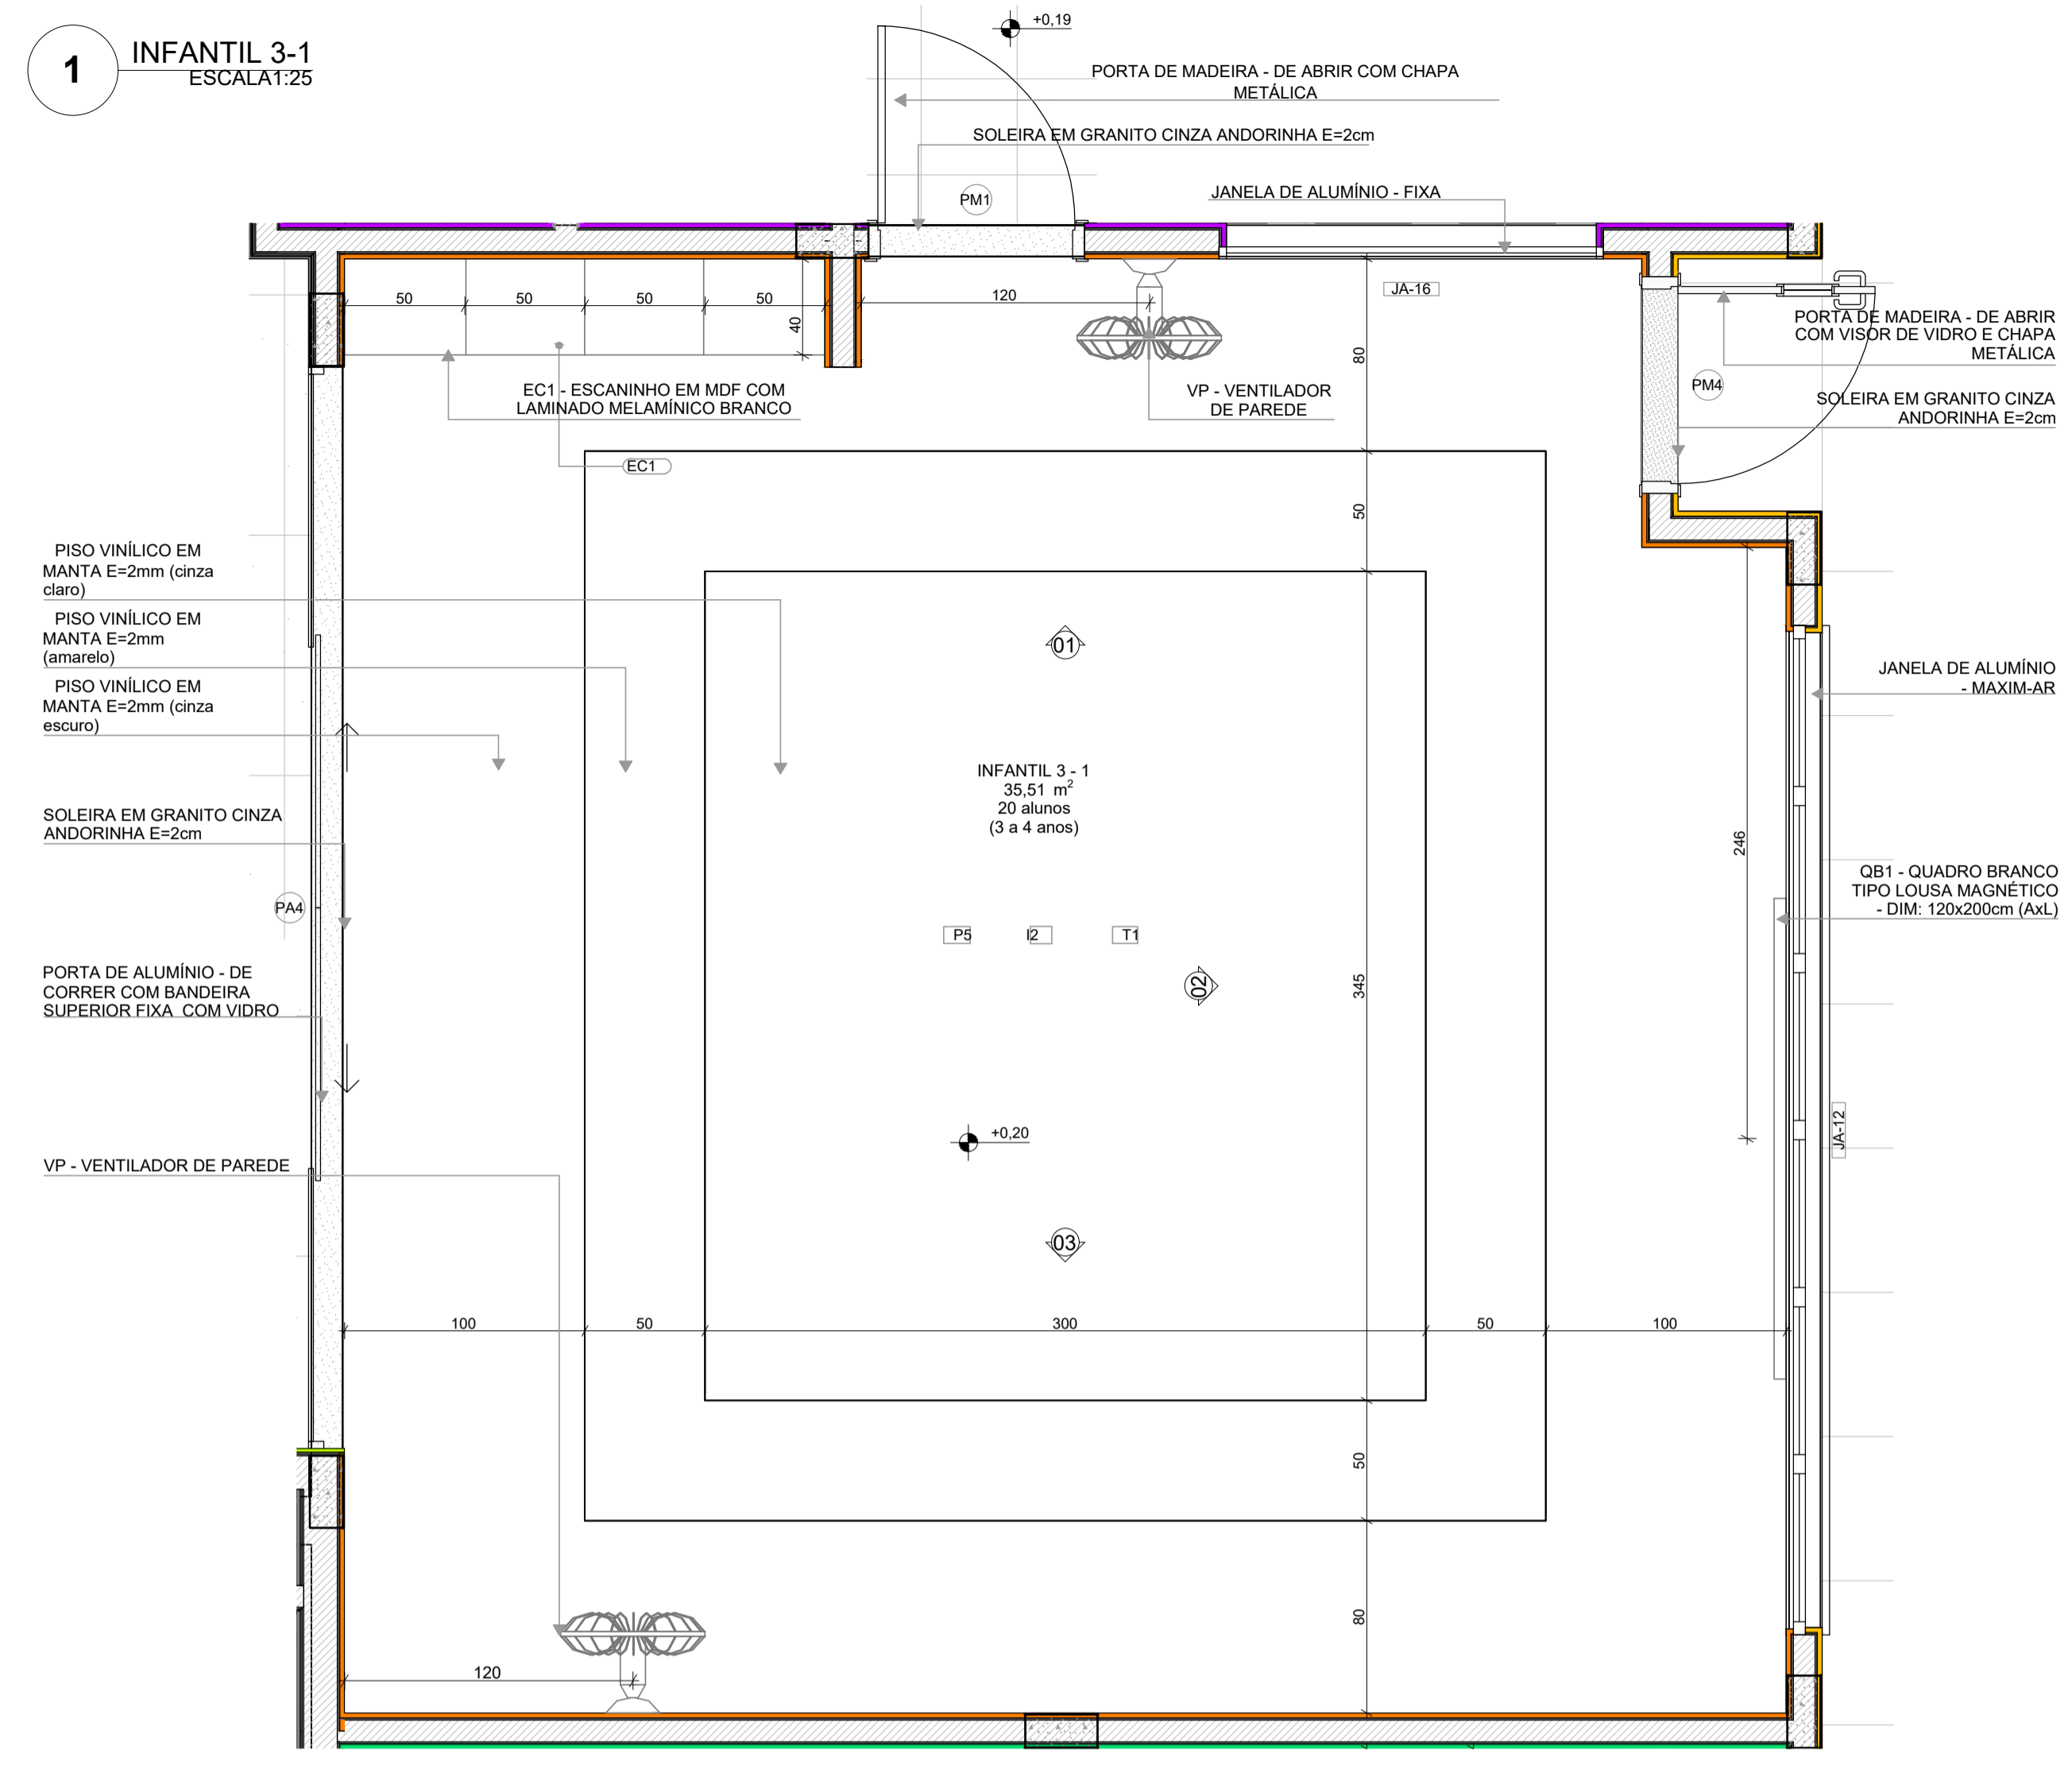 1
INFANTIL 3-1
ESCALA1:25
+0,19
PORTA DE MADEIRA - DE ABRIR COM CHAPA
METÁLICA
SOLEIRA EM GRANITO CINZA ANDORINHA E=2cm
PM1
JANELA DE ALUMÍNIO - FIXA
50
50
50
50
40
120
JA-16
80
PORTA DE MADEIRA - DE ABRIR
COM VISOR DE VIDRO E CHAPA
METÁLICA
PM4
SOLEIRA EM GRANITO CINZA
ANDORINHA E=2cm
EC1 - ESCANINHO EM MDF COM
LAMINADO MELAMÍNICO BRANCO
VP - VENTILADOR
DE PAREDE
EC1
50
PISO VINÍLICO EM
MANTA E=2mm (cinza
claro)
PISO VINÍLICO EM
MANTA E=2mm
(amarelo)
PISO VINÍLICO EM
MANTA E=2mm (cinza
escuro)
01
JANELA DE ALUMÍNIO
- MAXIM-AR
INFANTIL 3 - 1
35,51 m²
20 alunos
(3 a 4 anos)
SOLEIRA EM GRANITO CINZA
ANDORINHA E=2cm
246
QB1 - QUADRO BRANCO
TIPO LOUSA MAGNÉTICO
- DIM: 120x200cm (AxL)
PA4
P5
I2
T1
PORTA DE ALUMÍNIO - DE
CORRER COM BANDEIRA
SUPERIOR FIXA COM VIDRO
02
345
+0,20
JA-12
VP - VENTILADOR DE PAREDE
03
100
50
300
50
100
50
80
120